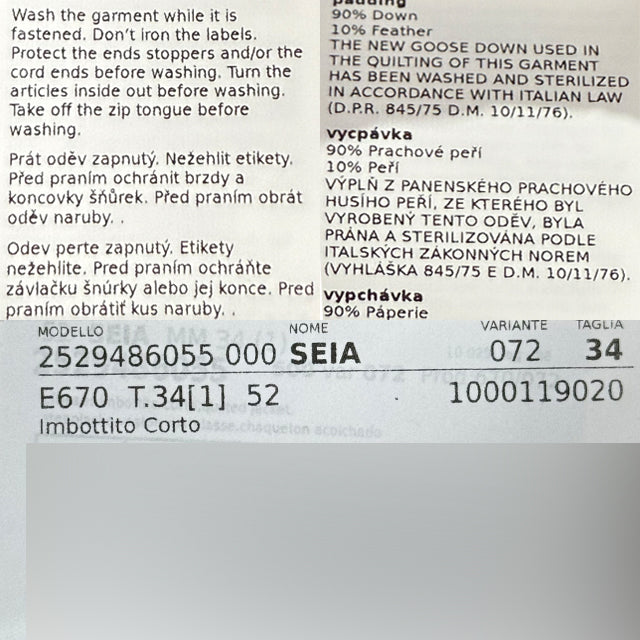 Wash the garment while it is
fastened. Don't iron the labels.
Protect the ends stoppers and/or the
cord ends before washing. Turn the
articles inside out before washing.
Take off the zip tongue before
washing.
Prát oděv zapnutý. Nežehlit etikety.
Před praním ochránit brzdy a
koncovky šňůrek. Před praním obrát
oděv naruby. .
Odev perte zapnutý. Etikety
nežehlite. Pred praním ochráňte
závlačku šnúrky alebo jej konce. Pred
praním obrátiť kus naruby. .
padding
90% Down
10% Feather
THE NEW GOOSE DOWN USED IN
THE QUILTING OF THIS GARMENT
HAS BEEN WASHED AND STERILIZED
IN ACCORDANCE WITH ITALIAN LAW
(D.P.R. 845/75 D.M. 10/11/76).
vycpávka
90% Prachové peří
10% Peří
VÝPLŇ Z PANENSKÉHO PRACHOVÉHO
HUSÍHO PEŘÍ, ZE KTERÉHO BYL
VYROBENÝ TENTO ODĚV, BYLA
PRÁNA A STERILIZOVÁNA PODLE
ITALSKÝCH ZÁKONNÝCH NOREM
(VYHLÁŠKA 845/75 E D.M. 10/11/76).
vypchávka
90% Páperie
MODELLO NOME VARIANTE TAGLIA
2529486055 000 SEIA 072 34
E670 T.34[1] 52 1000119020
Imbottito Corto